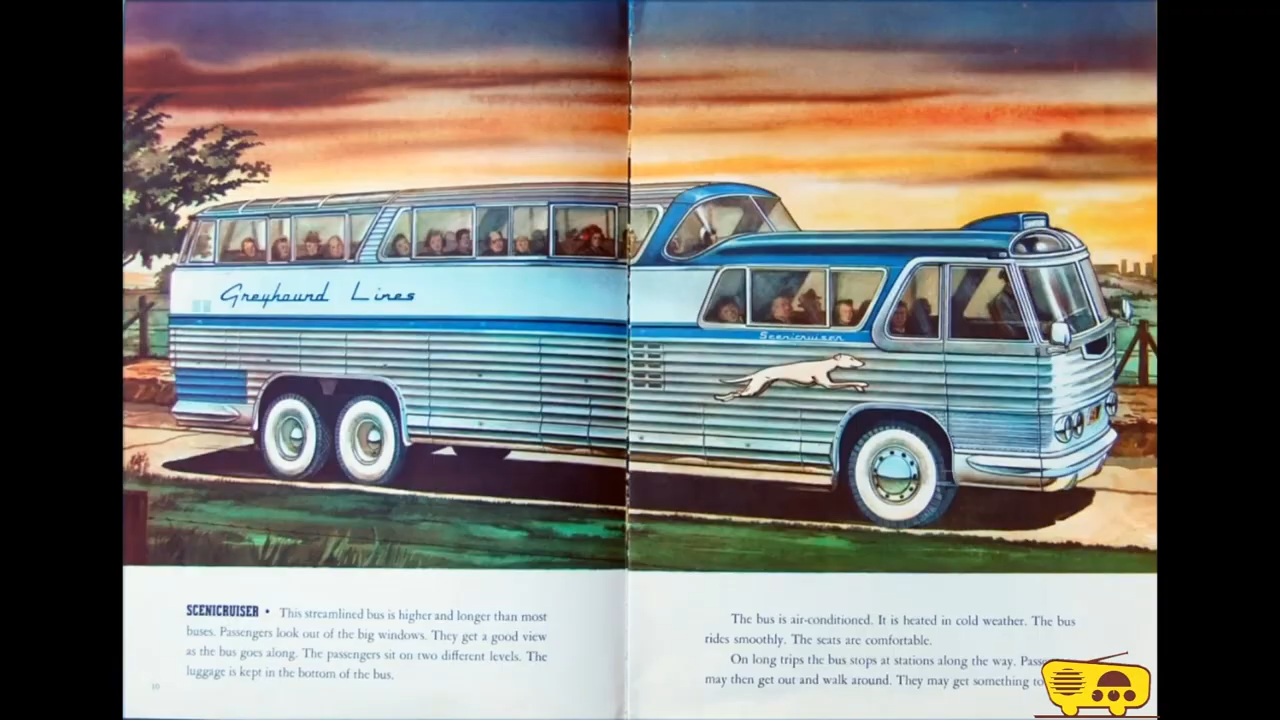 Greyhound Lines
Scenicruiser
SCENICRUISER • This streamlined bus is higher and longer than most
buses. Passengers look out of the big windows. They get a good view
as the bus goes along. The passengers sit on two different levels. The
luggage is kept in the bottom of the bus.
10
The bus is air-conditioned. It is heated in cold weather. The bus
rides smoothly. The seats are comfortable.
On long trips the bus stops at stations along the way.
may then get out and walk around. They may get something to